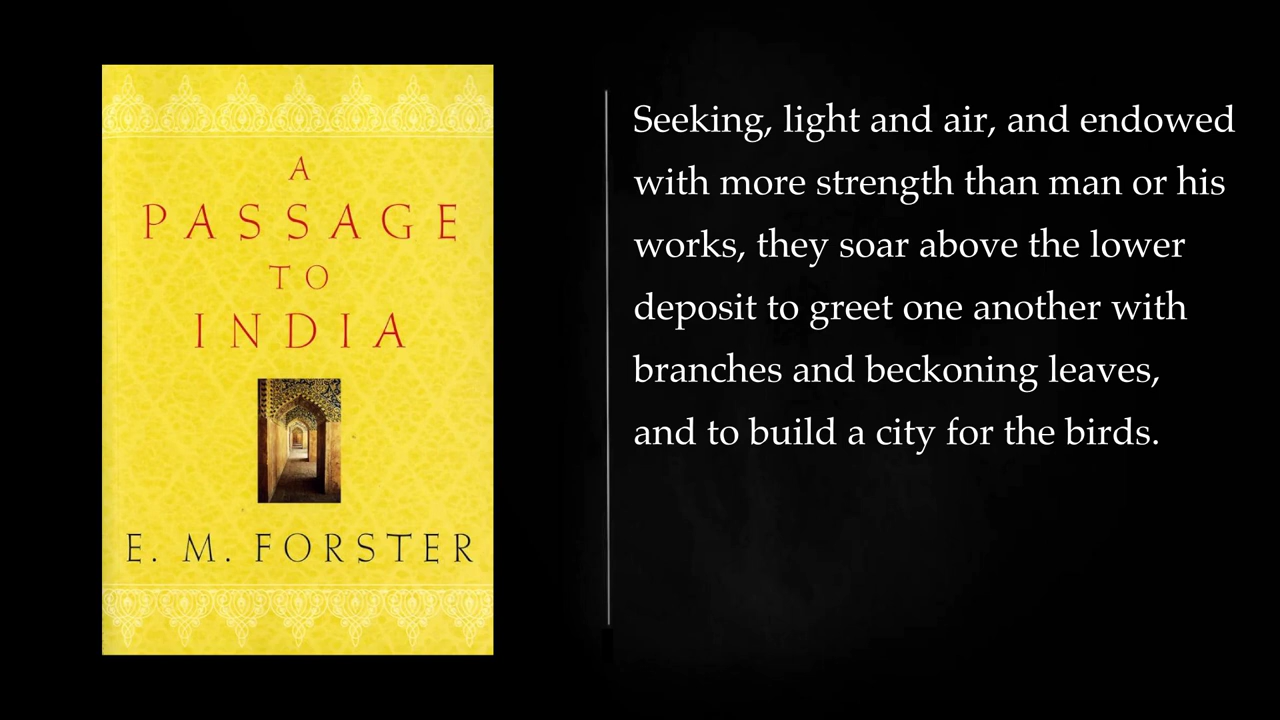 A
PASSAGE
TO
INDIA
E. M. FORSTER
Seeking, light and air, and endowed
with more strength than man or his
works, they soar above the lower
deposit to greet one another with
branches and beckoning leaves,
and to build a city for the birds.